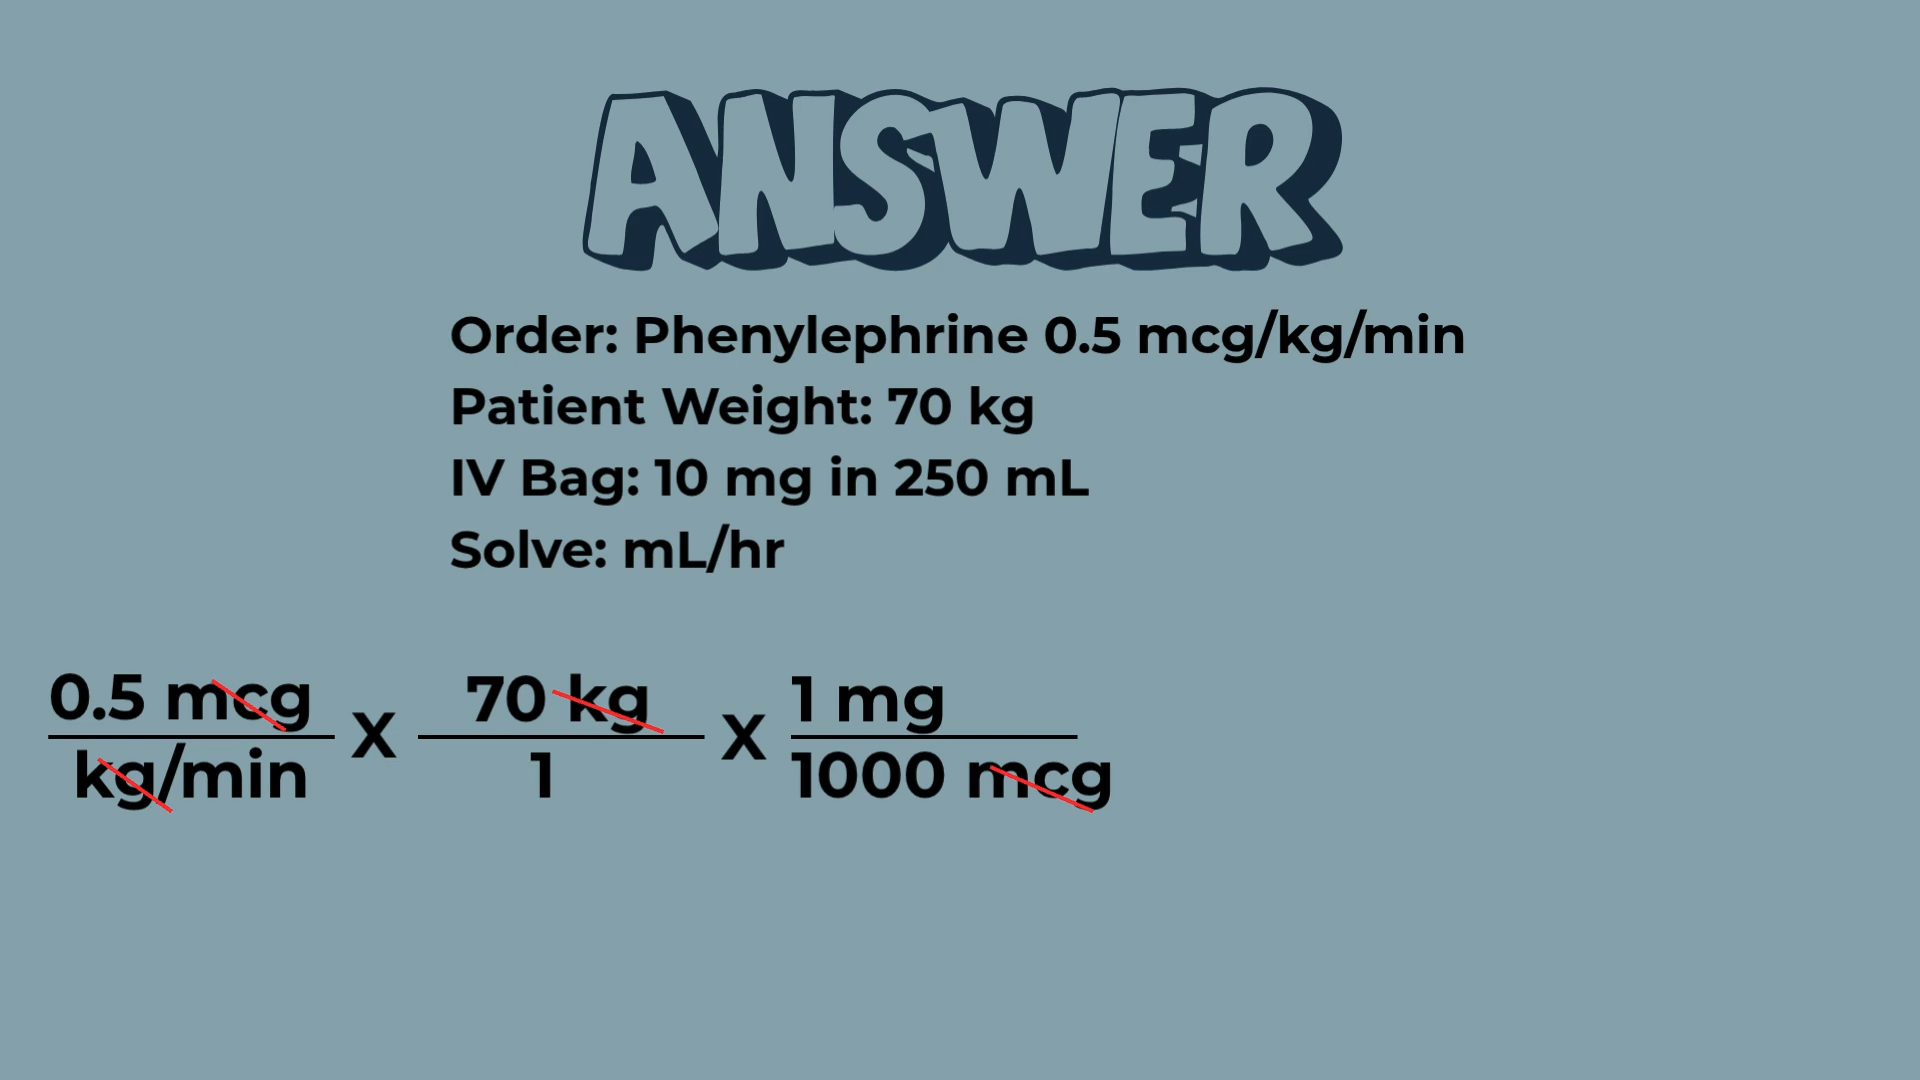 ANSWER
Order: Phenylephrine 0.5 mcg/kg/min
Patient Weight: 70 kg
IV Bag: 10 mg in 250 mL
Solve: mL/hr
0.5 mcg X 70 kg X 1 mg
kg/min 1 1000 mcg